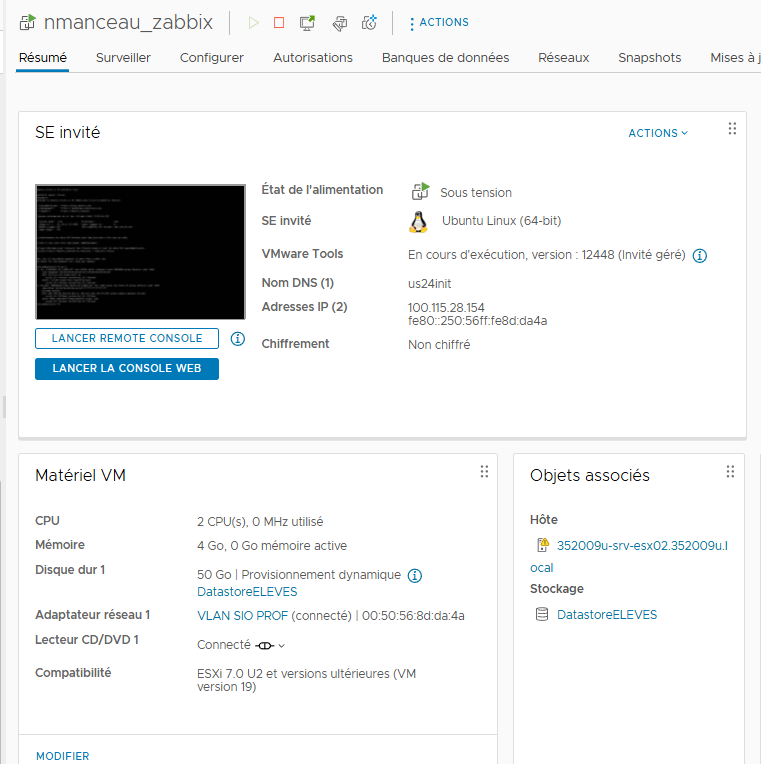 nmanceau_zabbix
ACTIONS
Résumé Surveiller Configurer Autorisations Banques de données Réseaux Snapshots Mises à j
SE invité
ACTIONS
État de l'alimentation Sous tension
SE invité Ubuntu Linux (64-bit)
VMware Tools En cours d'exécution, version : 12448 (Invité géré)
Nom DNS (1) us24init
Adresses IP (2) 100.115.28.154
fe80::250:56ff:fe8d:da4a
Chiffrement Non chiffré
LANCER REMOTE CONSOLE
LANCER LA CONSOLE WEB
Matériel VM
CPU 2 CPU(s), 0 MHz utilisé
Mémoire 4 Go, 0 Go mémoire active
Disque dur 1 50 Go | Provisionnement dynamique
DatastoreELEVES
Adaptateur réseau 1 VLAN SIO PROF (connecté) | 00:50:56:8d:da:4a
Lecteur CD/DVD 1 Connecté
Compatibilité ESXi 7.0 U2 et versions ultérieures (VM
version 19)
MODIFIER
Objets associés
Hôte
352009u-srv-esx02.352009u.l
ocal
Stockage
DatastoreELEVES